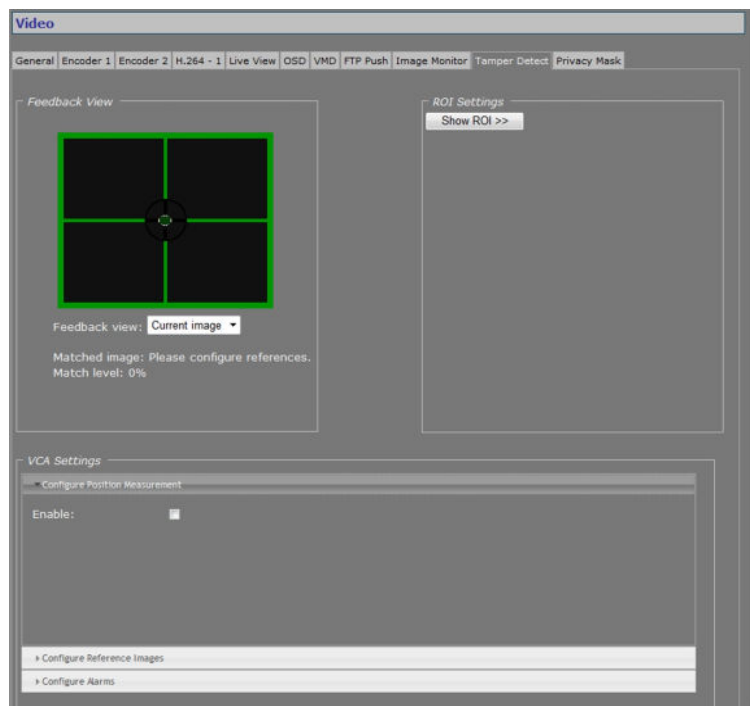 Video
General Encoder 1 Encoder 2 H.264 - 1 Live View OSD VMD FTP Push Image Monitor Tamper Detect Privacy Mask
Feedback View
ROI Settings
Show ROI >>
Feedback view: Current image
Matched image: Please configure references.
Match level: 0%
VCA Settings
Configure Position Measurement
Enable:
Configure Reference Images
Configure Alarms